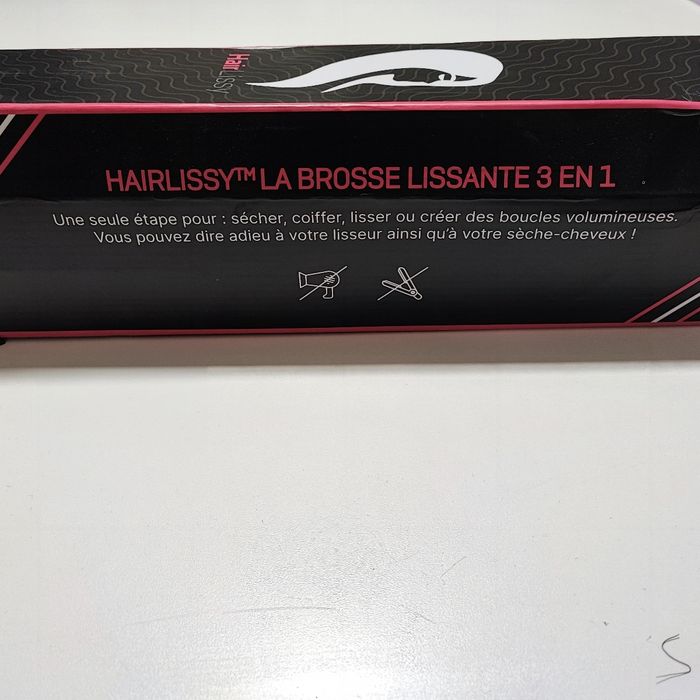 HairLissy
HAIRLISSY™ LA BROSSE LISSANTE 3 EN 1
Une seule étape pour : sécher, coiffer, lisser ou créer des boucles volumineuses.
Vous pouvez dire adieu à votre lisseur ainsi qu'à votre sèche-cheveux !